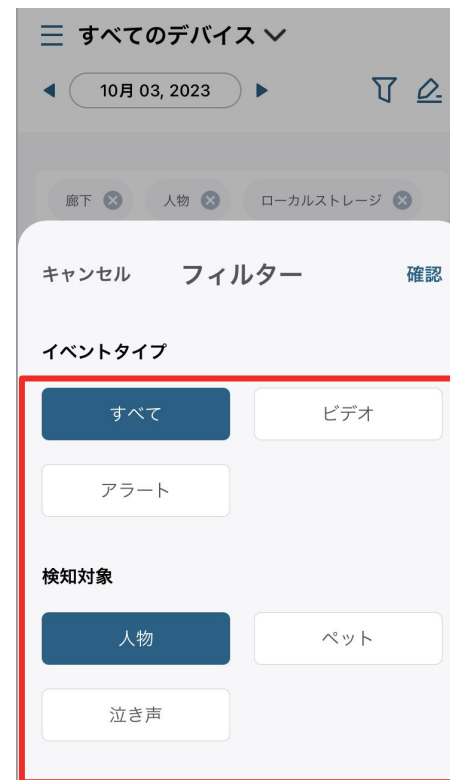 すべてのデバイス
10月 03, 2023
廊下 人物 ローカルストレージ
キャンセル フィルター 確認
イベントタイプ
すべて ビデオ
アラート
検知対象
人物 ペット
泣き声